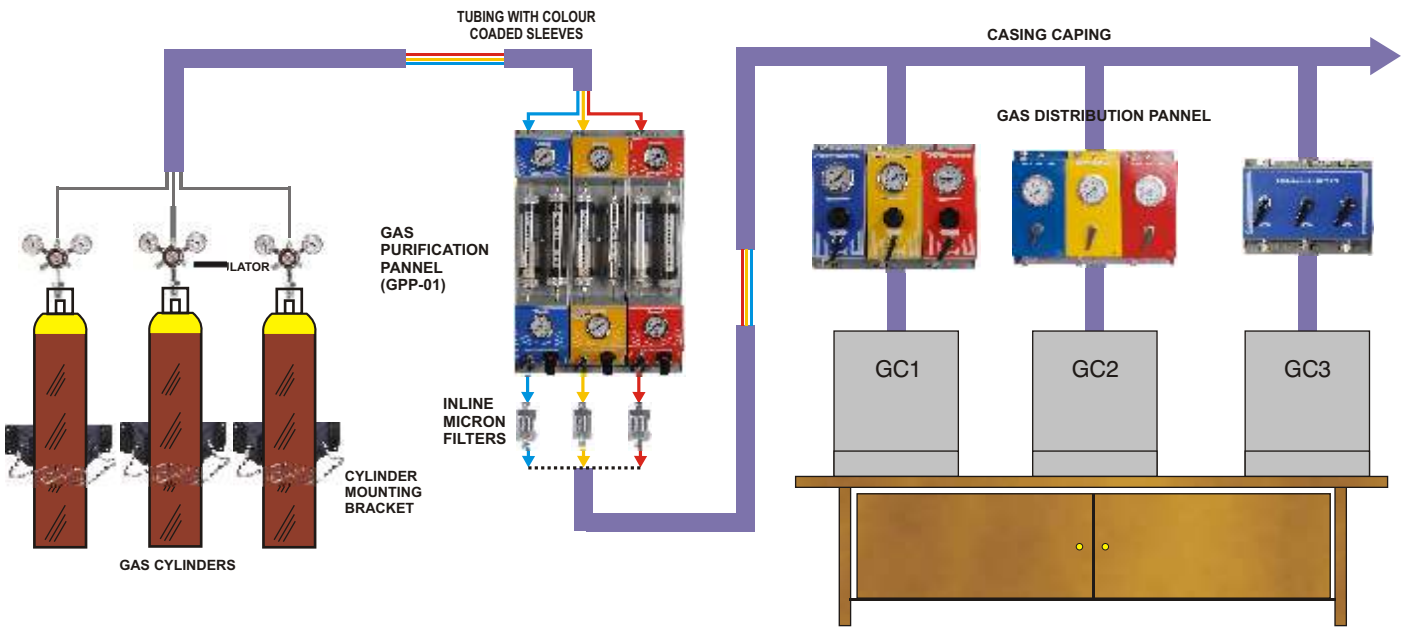 TUBING WITH COLOUR
COADED SLEEVES
CASING CAPING
GAS DISTRIBUTION PANNEL
GAS
PURIFICATION
PANNEL
(GPP-01)
ILATOR
GC1
GC2
GC3
INLINE
MICRON
FILTERS
CYLINDER
MOUNTING
BRACKET
GAS CYLINDERS